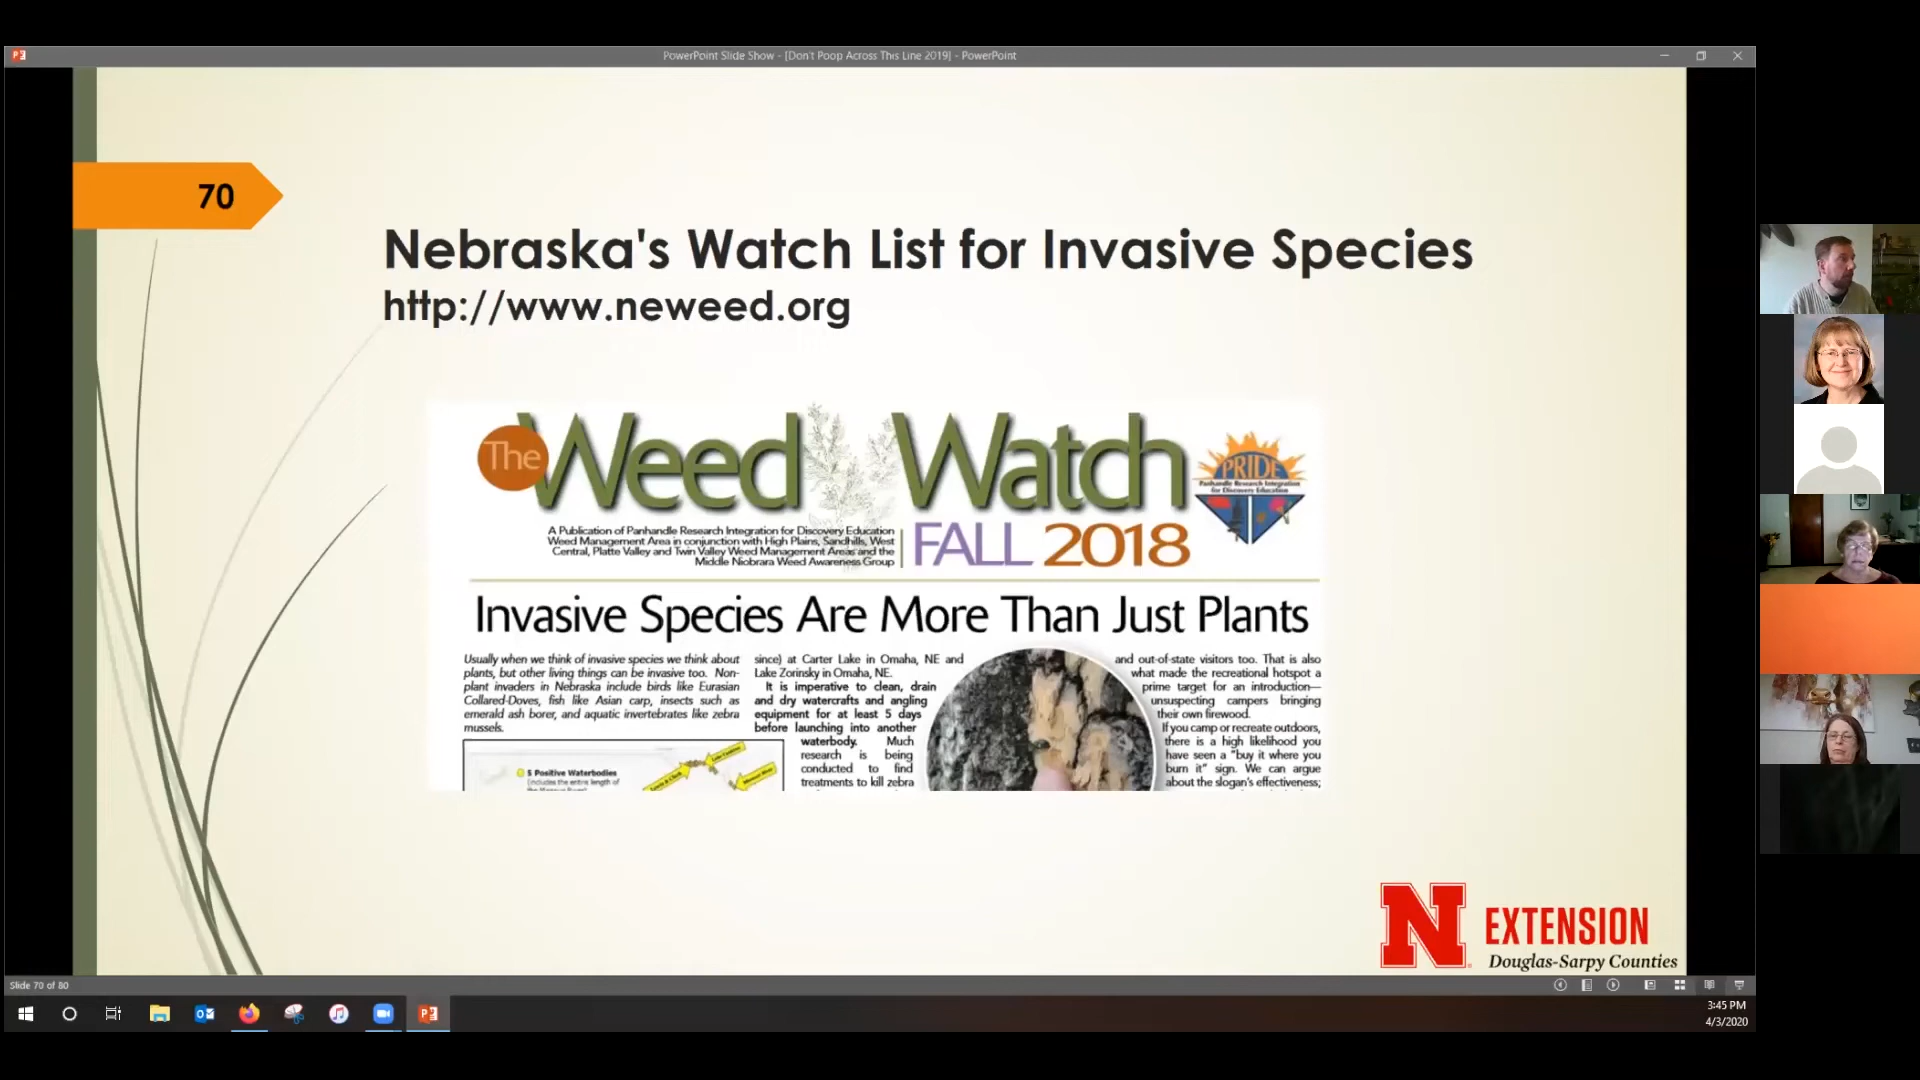 PowerPoint Slide Show - [Don't Poop Across This Line 2019] - PowerPoint
70
Nebraska's Watch List for Invasive Species
http://www.neweed.org
The Weed Watch
PRIDE
Panhandle Research Integration
for Discovery Education
A Publication of Panhandle Research Integration for Discovery Education
Weed Management Area in conjunction with High Plains, Sandhills, West
Central, Platte Valley and Twin Valley Weed Management Areas and the
Middle Niobrara Weed Awareness Group
FALL 2018
Invasive Species Are More Than Just Plants
Usually when we think of invasive species we think about
plants, but other living things can be invasive too. Non-
plant invaders in Nebraska include birds like Eurasian
Collared-Doves, fish like Asian carp, insects such as
emerald ash borer, and aquatic invertebrates like zebra
mussels.
5 Positive Waterbodies
since) at Carter Lake in Omaha, NE and
Lake Zorinsky in Omaha, NE.
It is imperative to clean, drain
and dry watercrafts and angling
equipment for at least 5 days
before launching into another
waterbody. Much
research is being
conducted to find
treatments to kill zebra
and out-of-state visitors too. That is also
what made the recreational hotspot a
prime target for an introduction—
unsuspecting campers bringing
their own firewood.
If you camp or recreate outdoors,
there is a high likelihood you
have seen a "buy it where you
burn it" sign. We can argue
about the slogan's effectiveness;
N EXTENSION
Douglas-Sarpy Counties
Slide 70 of 80
3:45 PM
4/3/2020